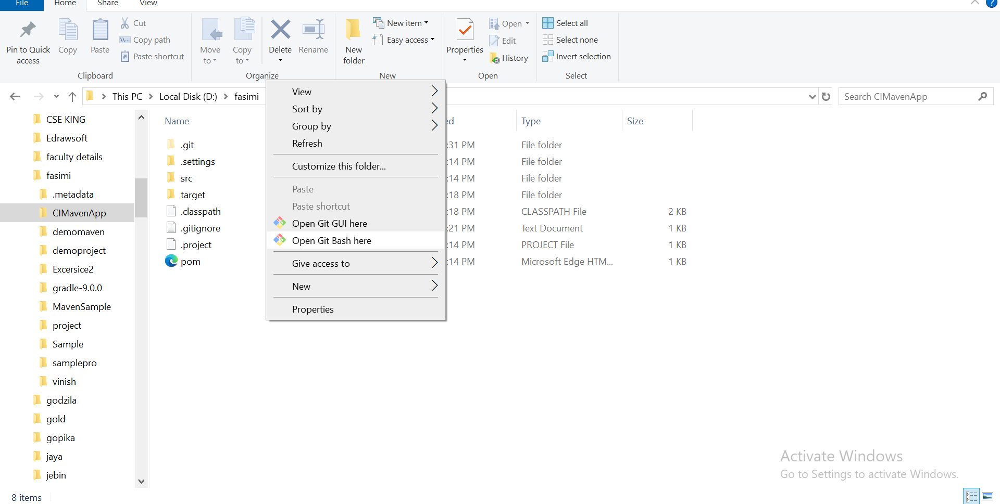 File Home Share View
Pin to Quick access
Copy
Paste
Cut
Copy path
Paste shortcut
Clipboard
Move to
Copy to
Delete
Rename
Organize
New folder
New item
Easy access
New
Properties
Open
Edit
History
Open
Select all
Select none
Invert selection
Select
This PC Local Disk (D:) fasimi
Search CIMavenApp
CSE KING
Edrawsoft
faculty details
fasimi
.metadata
CIMavenApp
demomaven
demoproject
Excersice2
gradle-9.0.0
MavenSample
project
Sample
samplepro
vinish
godzila
gold
gopika
jaya
jebin
Name ed Type Size
.git :31 PM File folder
.settings :14 PM File folder
src :14 PM File folder
target :18 PM File folder
.classpath :18 PM CLASSPATH File 2 KB
.gitignore :21 PM Text Document 1 KB
.project :14 PM PROJECT File 1 KB
pom :14 PM Microsoft Edge HTM... 1 KB
View
Sort by
Group by
Refresh
Customize this folder...
Paste
Paste shortcut
Open Git GUI here
Open Git Bash here
Give access to
New
Properties
Activate Windows
Go to Settings to activate Windows.
8 items